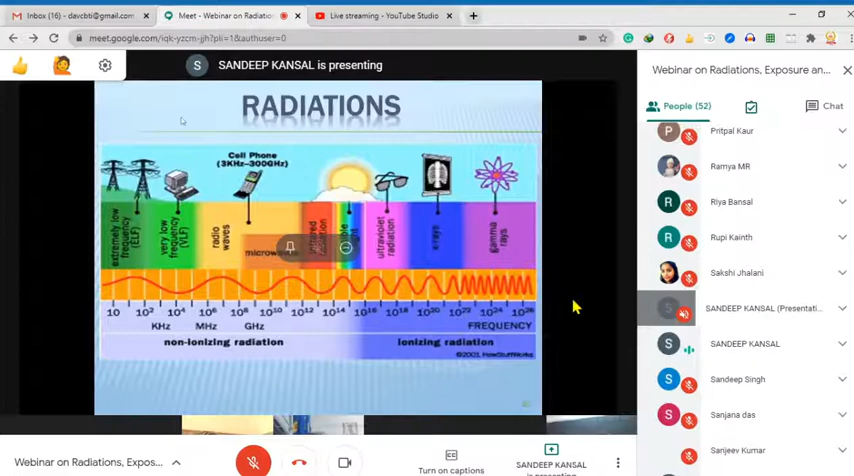 Inbox (16) - davcbti@gmail.com
Meet - Webinar on Radiation
Live streaming - YouTube Studio
meet.google.com/iqk-yzcm-jjh?pli=1&authuser=0
S SANDEEP KANSAL is presenting
Webinar on Radiations, Exposure an...
People (52)
Chat
RADIATIONS
Cell Phone
(3KHz-300GHz)
extremely low
frequency (ELF)
very low
frequency (VLF)
radio
waves
microwave
infrared
radiation
ultraviolet
radiation
x-rays
gamma
rays
10 10² 10⁴ 10⁶ 10⁸ 10¹⁰ 10¹² 10¹⁴ 10¹⁶ 10¹⁸ 10²⁰ 10²² 10²⁴ 10²⁶
KHz MHz GHz FREQUENCY
non-ionizing radiation ionizing radiation
©2001 HowStuffWorks
P Pritpal Kaur
Ramya MR
R Riya Bansal
R Rupi Kainth
Sakshi Jhalani
S SANDEEP KANSAL (Presentati...
S SANDEEP KANSAL
S Sandeep Singh
S Sanjana das
Sanjeev Kumar
Webinar on Radiations, Expos...
Turn on captions
SANDEEP KANSAL
is presenting